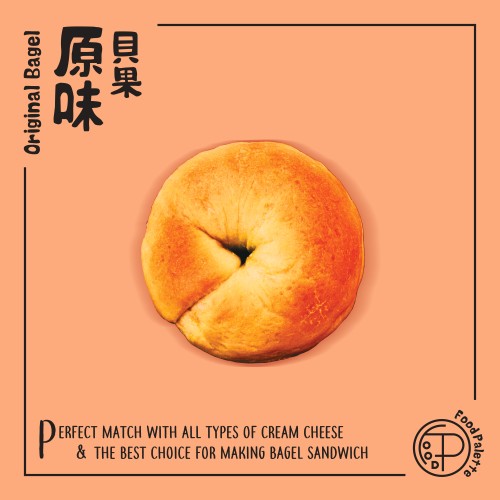 Original Bagel
原味
貝果
PERFECT MATCH WITH ALL TYPES OF CREAM CHEESE
& THE BEST CHOICE FOR MAKING BAGEL SANDWICH
FoodPalette
FOOD
P